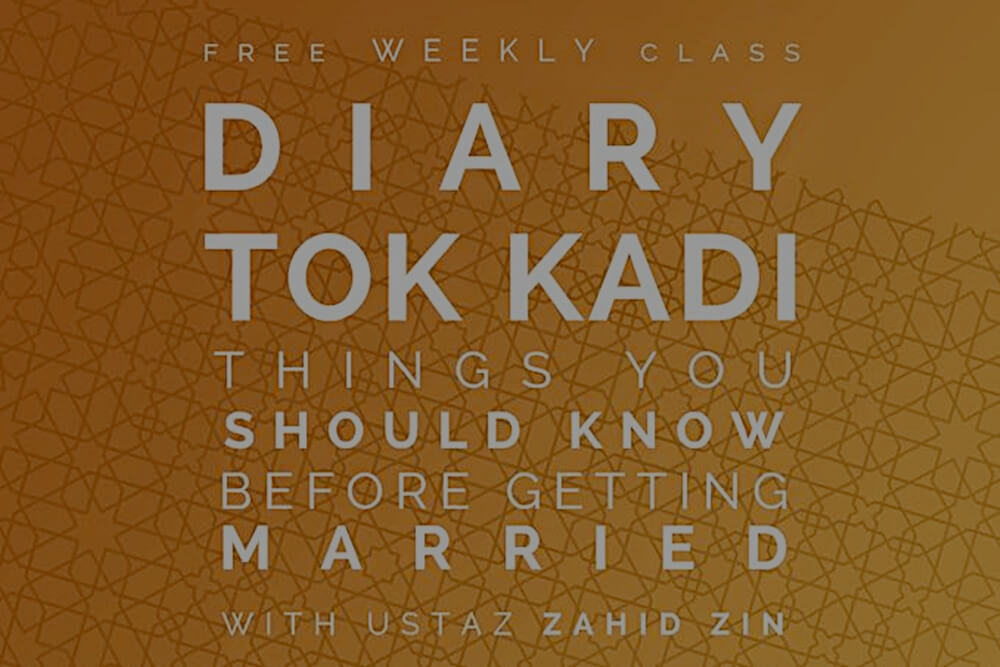 FREE WEEKLY CLASS
DIARY
TOK KADI
THINGS YOU
SHOULD KNOW
BEFORE GETTING
MARRIED
WITH USTAZ ZAHID ZIN